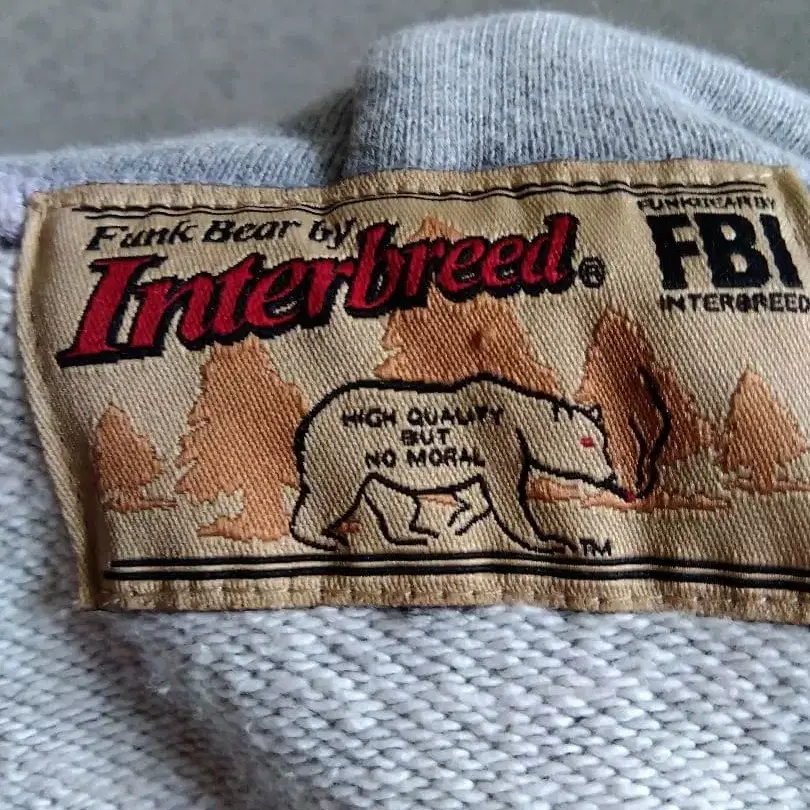 Funk Bear by
Interbreed®
FUNKBEAR BY
FBI
INTERBREED
HIGH QUALITY
BUT
NO MORAL
TM